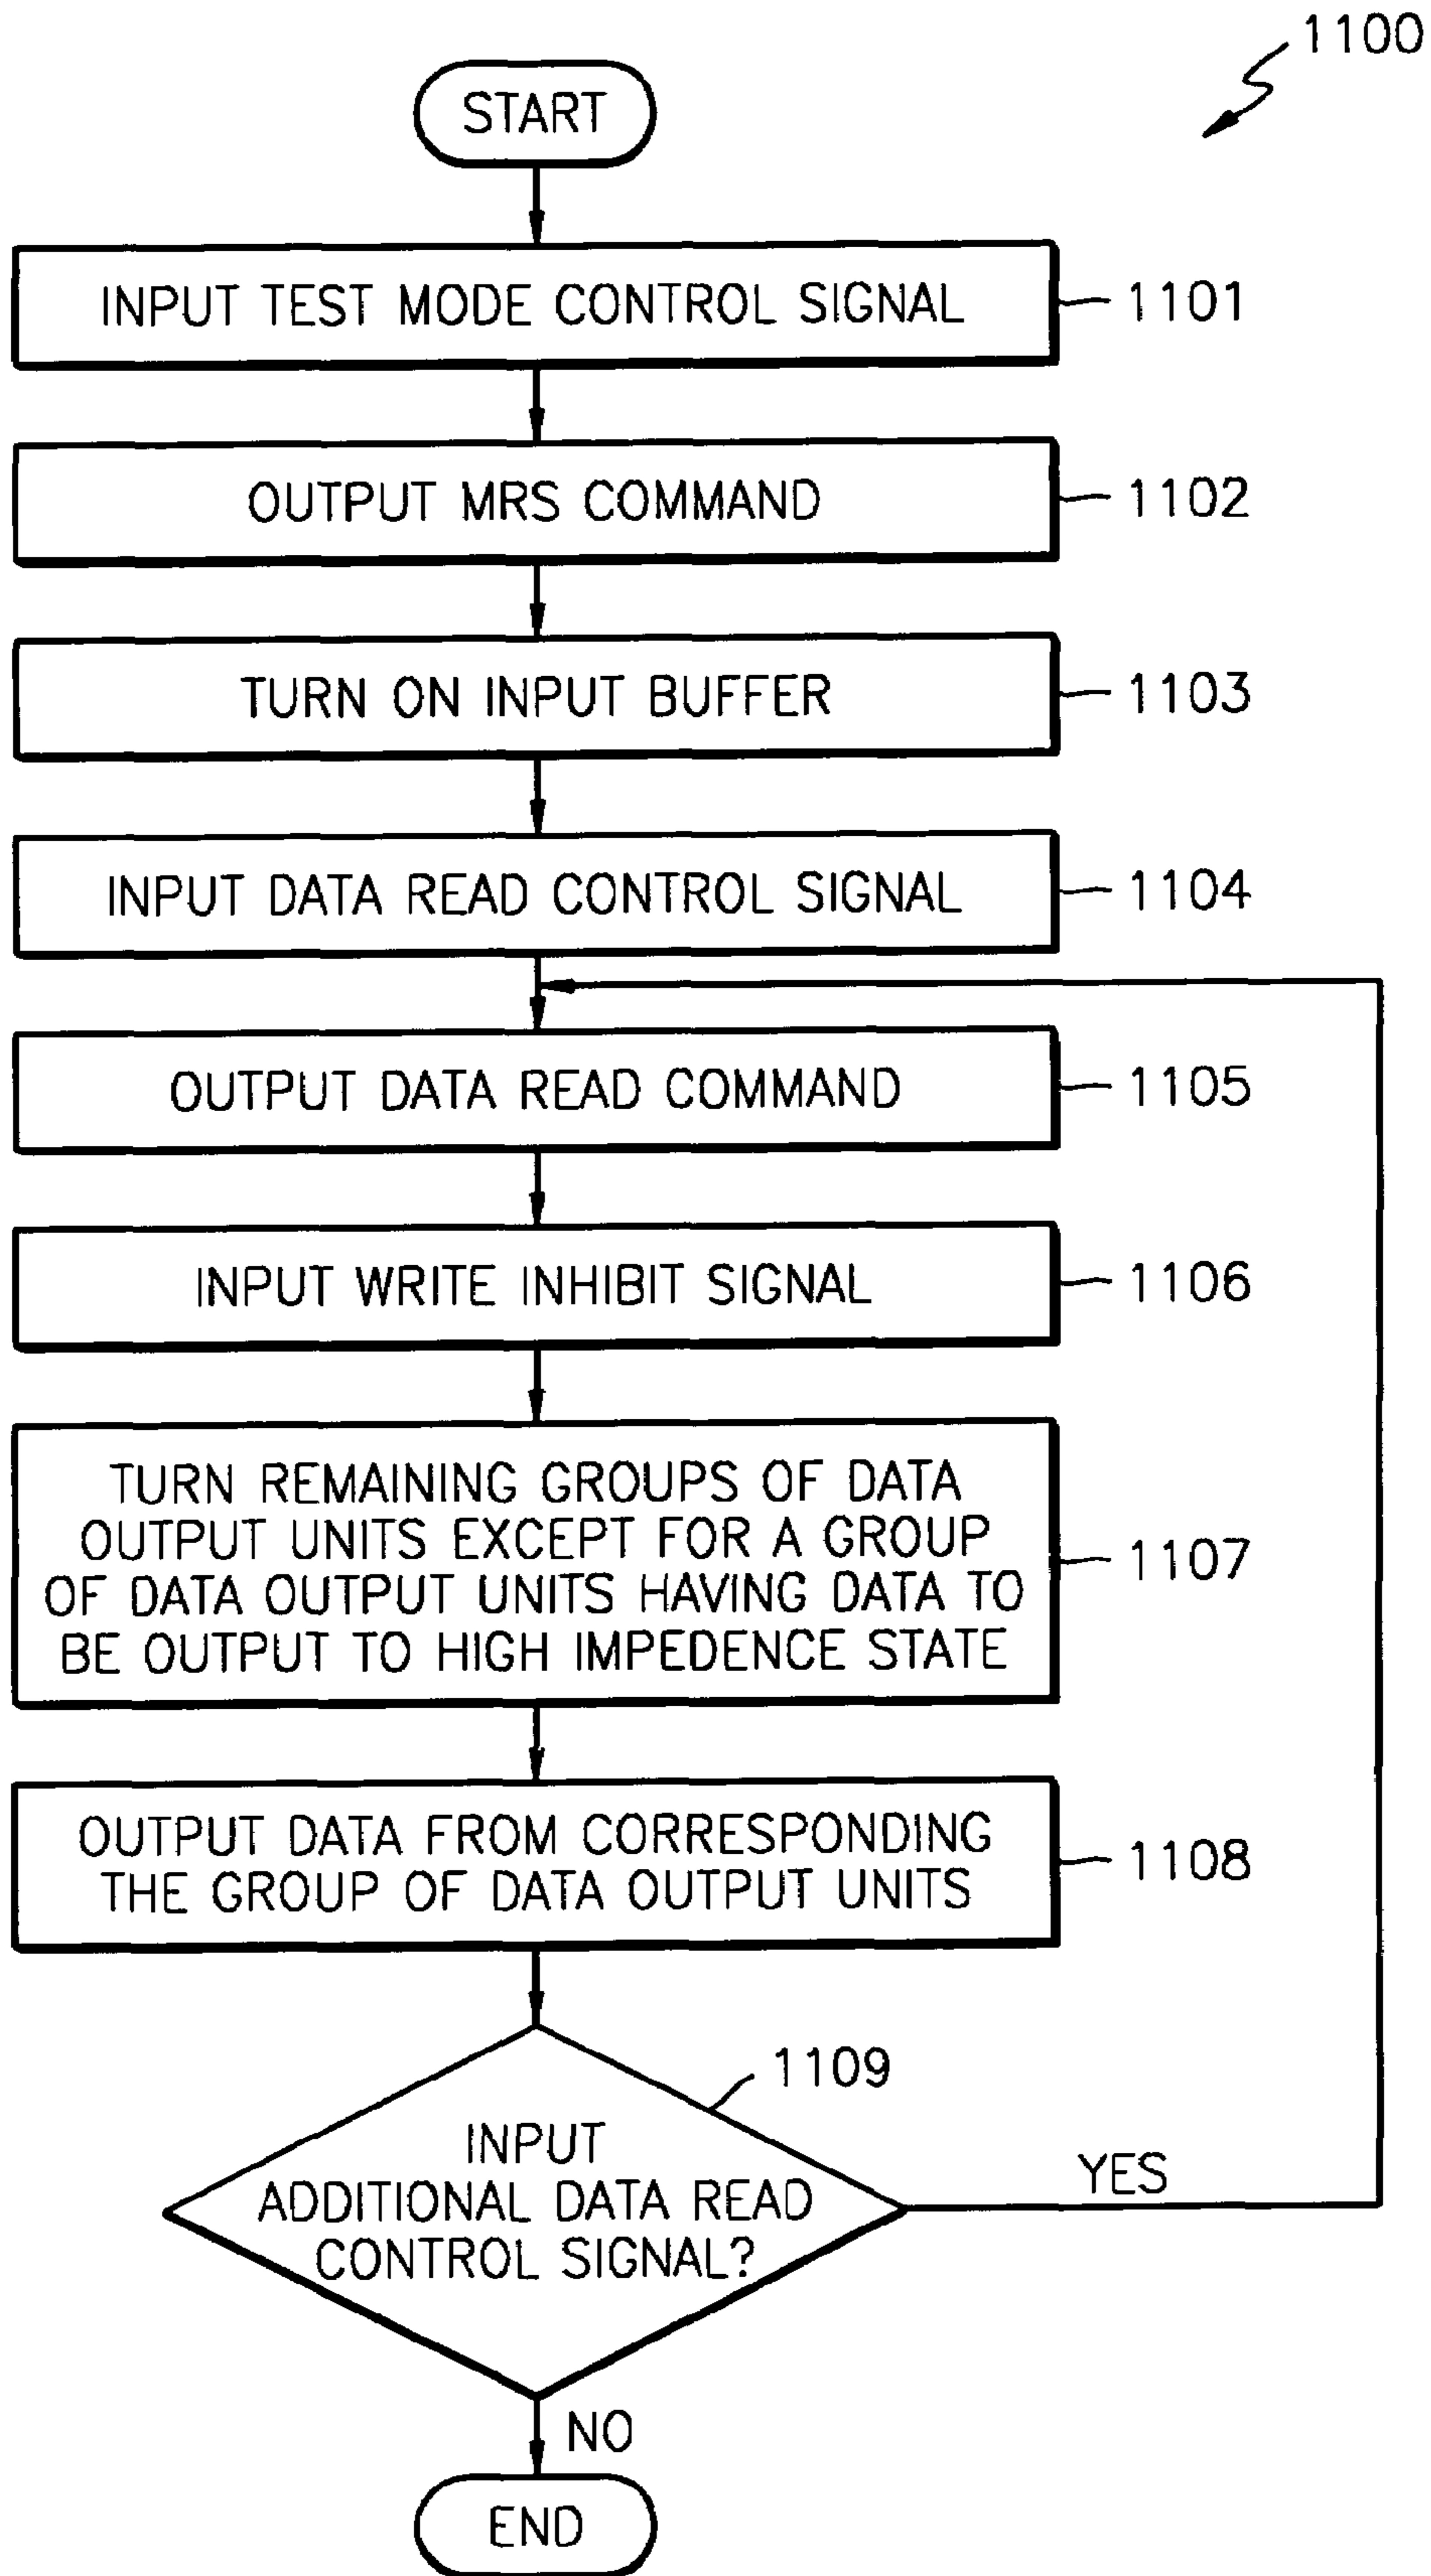 1100
START
INPUT TEST MODE CONTROL SIGNAL
1101
OUTPUT MRS COMMAND
1102
TURN ON INPUT BUFFER
1103
INPUT DATA READ CONTROL SIGNAL
1104
OUTPUT DATA READ COMMAND
1105
INPUT WRITE INHIBIT SIGNAL
1106
TURN REMAINING GROUPS OF DATA
OUTPUT UNITS EXCEPT FOR A GROUP
OF DATA OUTPUT UNITS HAVING DATA TO
BE OUTPUT TO HIGH IMPEDENCE STATE
1107
OUTPUT DATA FROM CORRESPONDING
THE GROUP OF DATA OUTPUT UNITS
1108
1109
INPUT
ADDITIONAL DATA READ
CONTROL SIGNAL?
YES
NO
END